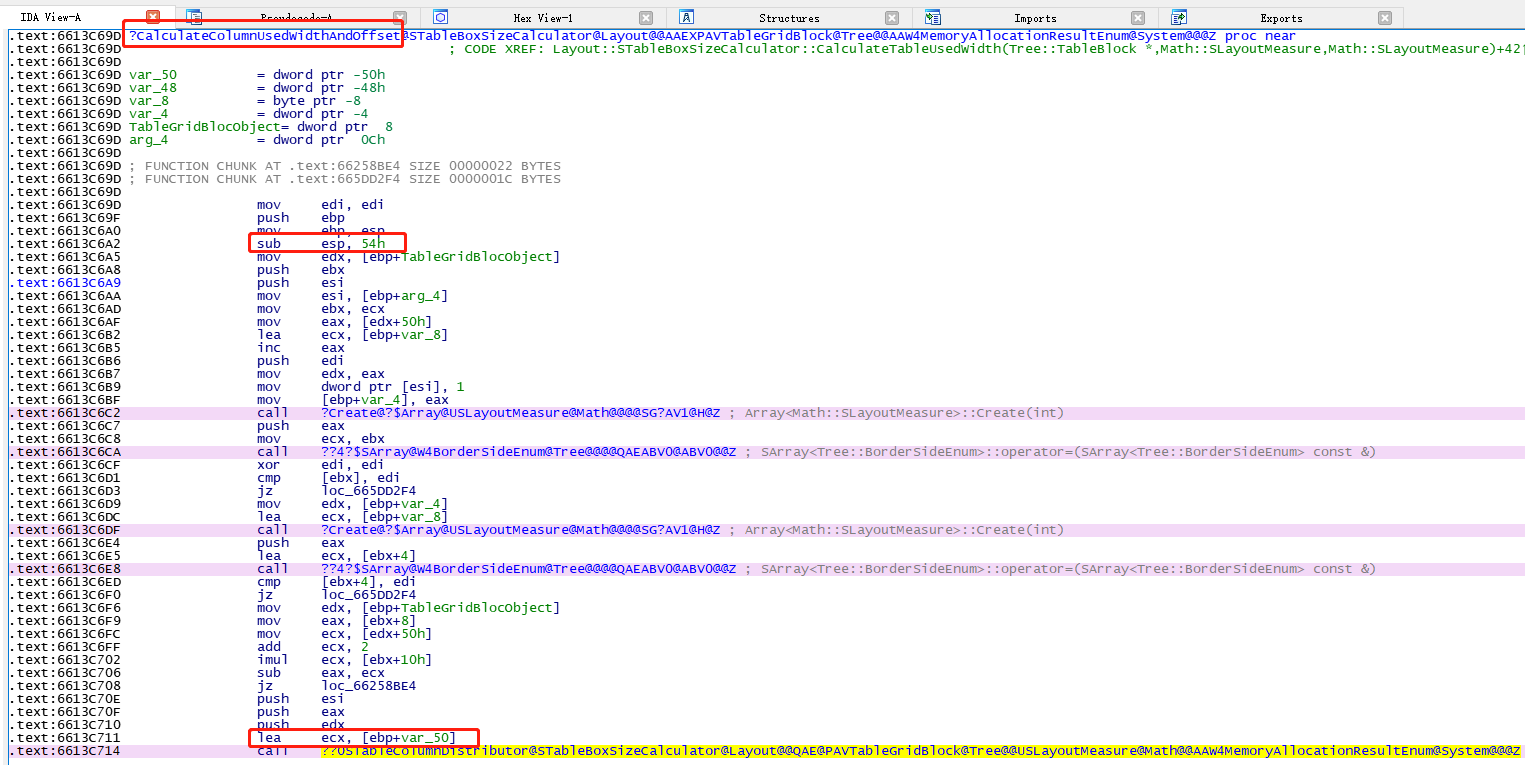 IDA View-A Pseudocode-A Hex View-1 Structures Imports Exports
.text:6613C69D ?CalculateColumnUsedWidthAndOffset@STableBoxSizeCalculator@Layout@@AAEXPAVTableGridBlock@Tree@@AAW4MemoryAllocationResultEnum@System@@@Z proc near
.text:6613C69D ; CODE XREF: Layout::STableBoxSizeCalculator::CalculateTableUsedWidth(Tree::TableBlock *,Math::SLayoutMeasure,Math::SLayoutMeasure)+42↑
.text:6613C69D
.text:6613C69D var_50 = dword ptr -50h
.text:6613C69D var_48 = dword ptr -48h
.text:6613C69D var_8 = byte ptr -8
.text:6613C69D var_4 = dword ptr -4
.text:6613C69D TableGridBlocObject= dword ptr 8
.text:6613C69D arg_4 = dword ptr 0Ch
.text:6613C69D
.text:6613C69D ; FUNCTION CHUNK AT .text:66258BE4 SIZE 00000022 BYTES
.text:6613C69D ; FUNCTION CHUNK AT .text:665DD2F4 SIZE 0000001C BYTES
.text:6613C69D
.text:6613C69D mov edi, edi
.text:6613C69F push ebp
.text:6613C6A0 mov ebp, esp
.text:6613C6A2 sub esp, 54h
.text:6613C6A5 mov edx, [ebp+TableGridBlocObject]
.text:6613C6A8 push ebx
.text:6613C6A9 push esi
.text:6613C6AA mov esi, [ebp+arg_4]
.text:6613C6AD mov ebx, ecx
.text:6613C6AF mov eax, [edx+50h]
.text:6613C6B2 lea ecx, [ebp+var_8]
.text:6613C6B5 inc eax
.text:6613C6B6 push edi
.text:6613C6B7 mov edx, eax
.text:6613C6B9 mov dword ptr [esi], 1
.text:6613C6BF mov [ebp+var_4], eax
.text:6613C6C2 call ?Create@?$Array@USLayoutMeasure@Math@@@@SG?AV1@H@Z ; Array<Math::SLayoutMeasure>::Create(int)
.text:6613C6C7 push eax
.text:6613C6C8 mov ecx, ebx
.text:6613C6CA call ??4?$SArray@W4BorderSideEnum@Tree@@@@QAEABV0@ABV0@@Z ; SArray<Tree::BorderSideEnum>::operator=(SArray<Tree::BorderSideEnum> const &)
.text:6613C6CF xor edi, edi
.text:6613C6D1 cmp [ebx], edi
.text:6613C6D3 jz loc_665DD2F4
.text:6613C6D9 mov edx, [ebp+var_4]
.text:6613C6DC lea ecx, [ebp+var_8]
.text:6613C6DF call ?Create@?$Array@USLayoutMeasure@Math@@@@SG?AV1@H@Z ; Array<Math::SLayoutMeasure>::Create(int)
.text:6613C6E4 push eax
.text:6613C6E5 lea ecx, [ebx+4]
.text:6613C6E8 call ??4?$SArray@W4BorderSideEnum@Tree@@@@QAEABV0@ABV0@@Z ; SArray<Tree::BorderSideEnum>::operator=(SArray<Tree::BorderSideEnum> const &)
.text:6613C6ED cmp [ebx+4], edi
.text:6613C6F0 jz loc_665DD2F4
.text:6613C6F6 mov edx, [ebp+TableGridBlocObject]
.text:6613C6F9 mov eax, [ebp+8]
.text:6613C6FC mov ecx, [edx+50h]
.text:6613C6FF add ecx, 2
.text:6613C702 imul ecx, [ebx+10h]
.text:6613C706 sub eax, ecx
.text:6613C708 jz loc_66258BE4
.text:6613C70E push esi
.text:6613C70F push eax
.text:6613C710 push edx
.text:6613C711 lea ecx, [ebp+var_50]
.text:6613C714 call ??0STableColumnDistributor@STableBoxSizeCalculator@Layout@@QAE@PAVTableGridBlock@Tree@@USLayoutMeasure@Math@@AAW4MemoryAllocationResultEnum@System@@@Z